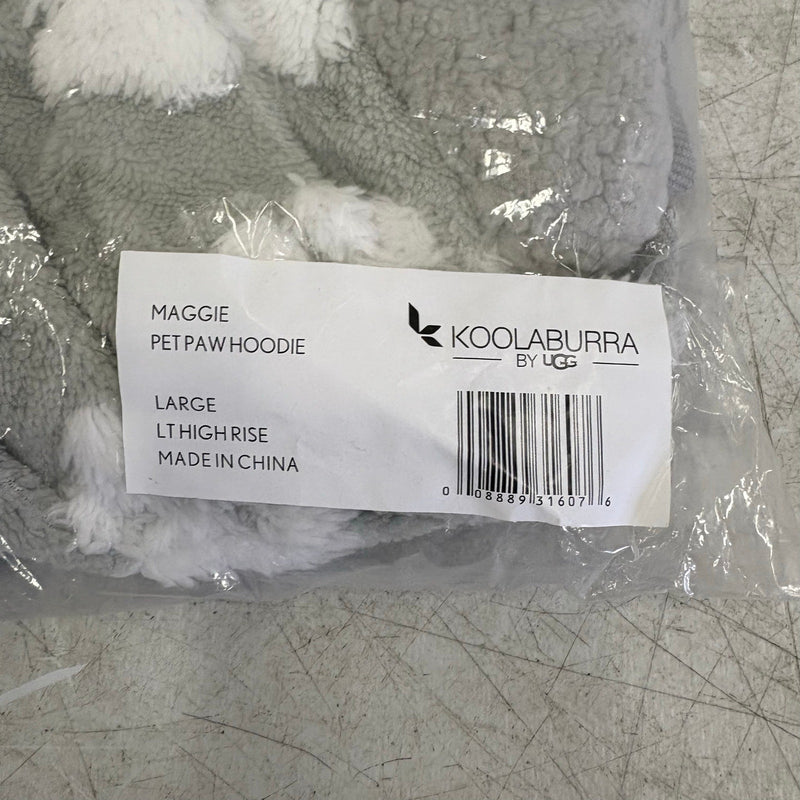 MAGGIE
PET PAW HOODIE
LARGE
LT HIGH RISE
MADE IN CHINA
KOOLABURRA
BY UGG
0 08889 31607 6